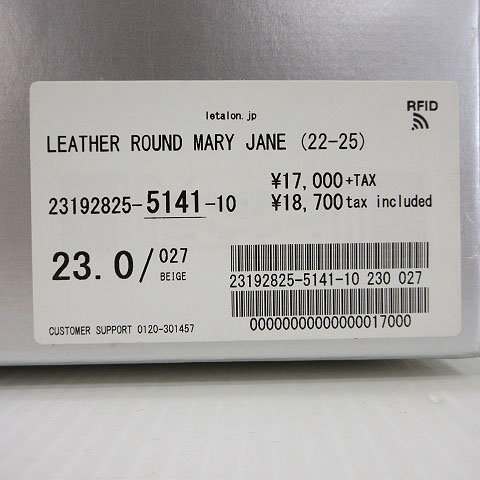 letalon.jp
RFID
LEATHER ROUND MARY JANE (22-25)
23192825-5141-10
¥17,000+TAX
¥18,700 tax included
23.0/027
BEIGE
23192825-5141-10 230 027
00000000000000017000
CUSTOMER SUPPORT 0120-301457